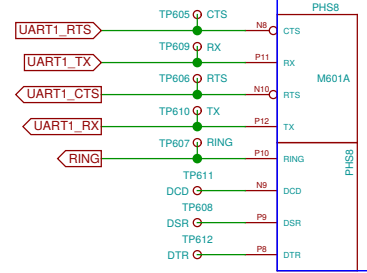 PHS8
TP605 CTS
UART1_RTS N8 CTS
TP609 RX
UART1_TX P11 RX
TP606 RTS M601A
UART1_CTS N10 RTS
TP610 TX
UART1_RX P12 TX
TP607 RING
RING P10 RING PHS8
TP611
DCD N9 DCD
TP608
DSR P9 DSR
TP612
DTR P8 DTR